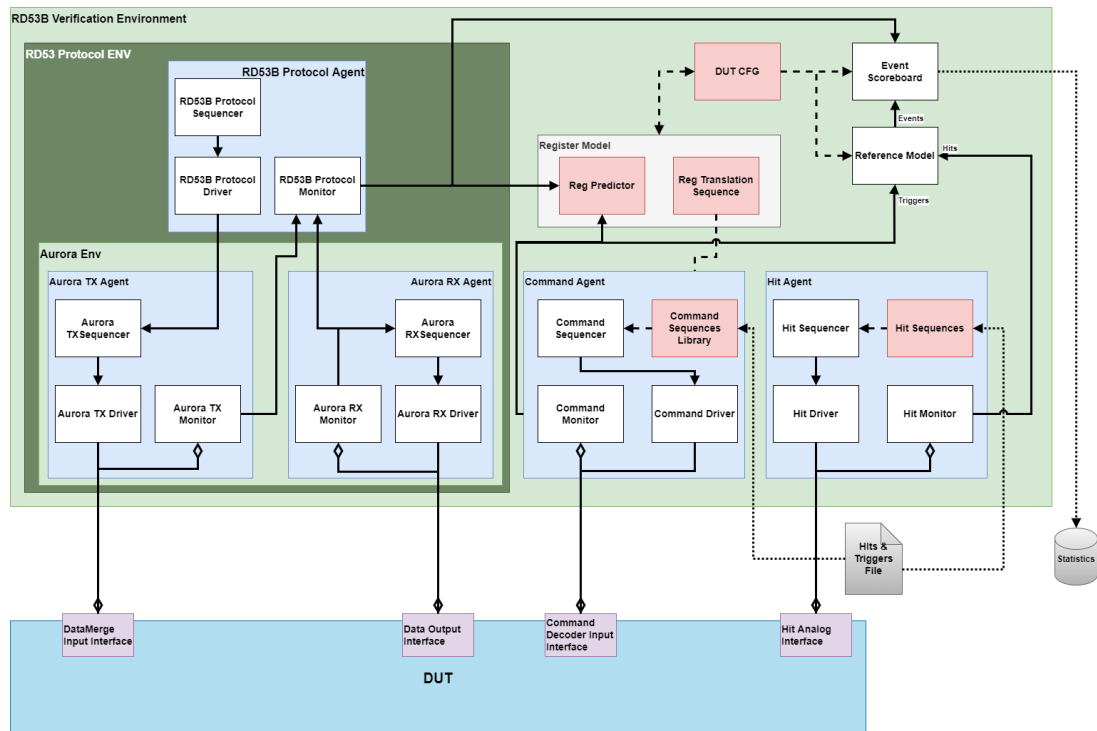 RD53B Verification Environment
RD53 Protocol ENV
RD53B Protocol Agent
RD53B Protocol
Sequencer
RD53B Protocol
Driver
RD53B Protocol
Monitor
DUT CFG
Event
Scoreboard
Events
Reference Model
Hits
Triggers
Register Model
Reg Predictor
Reg Translation
Sequence
Aurora Env
Aurora TX Agent
Aurora
TXSequencer
Aurora TX Driver
Aurora TX
Monitor
Aurora RX Agent
Aurora
RXSequencer
Aurora RX
Monitor
Aurora RX Driver
Command Agent
Command
Sequencer
Command
Sequences
Library
Command
Monitor
Command Driver
Hit Agent
Hit Sequencer
Hit Sequences
Hit Driver
Hit Monitor
Hits &
Triggers
File
Statistics
DataMerge
Input Interface
Data Output
Interface
Command
Decoder Input
Interface
Hit Analog
Interface
DUT